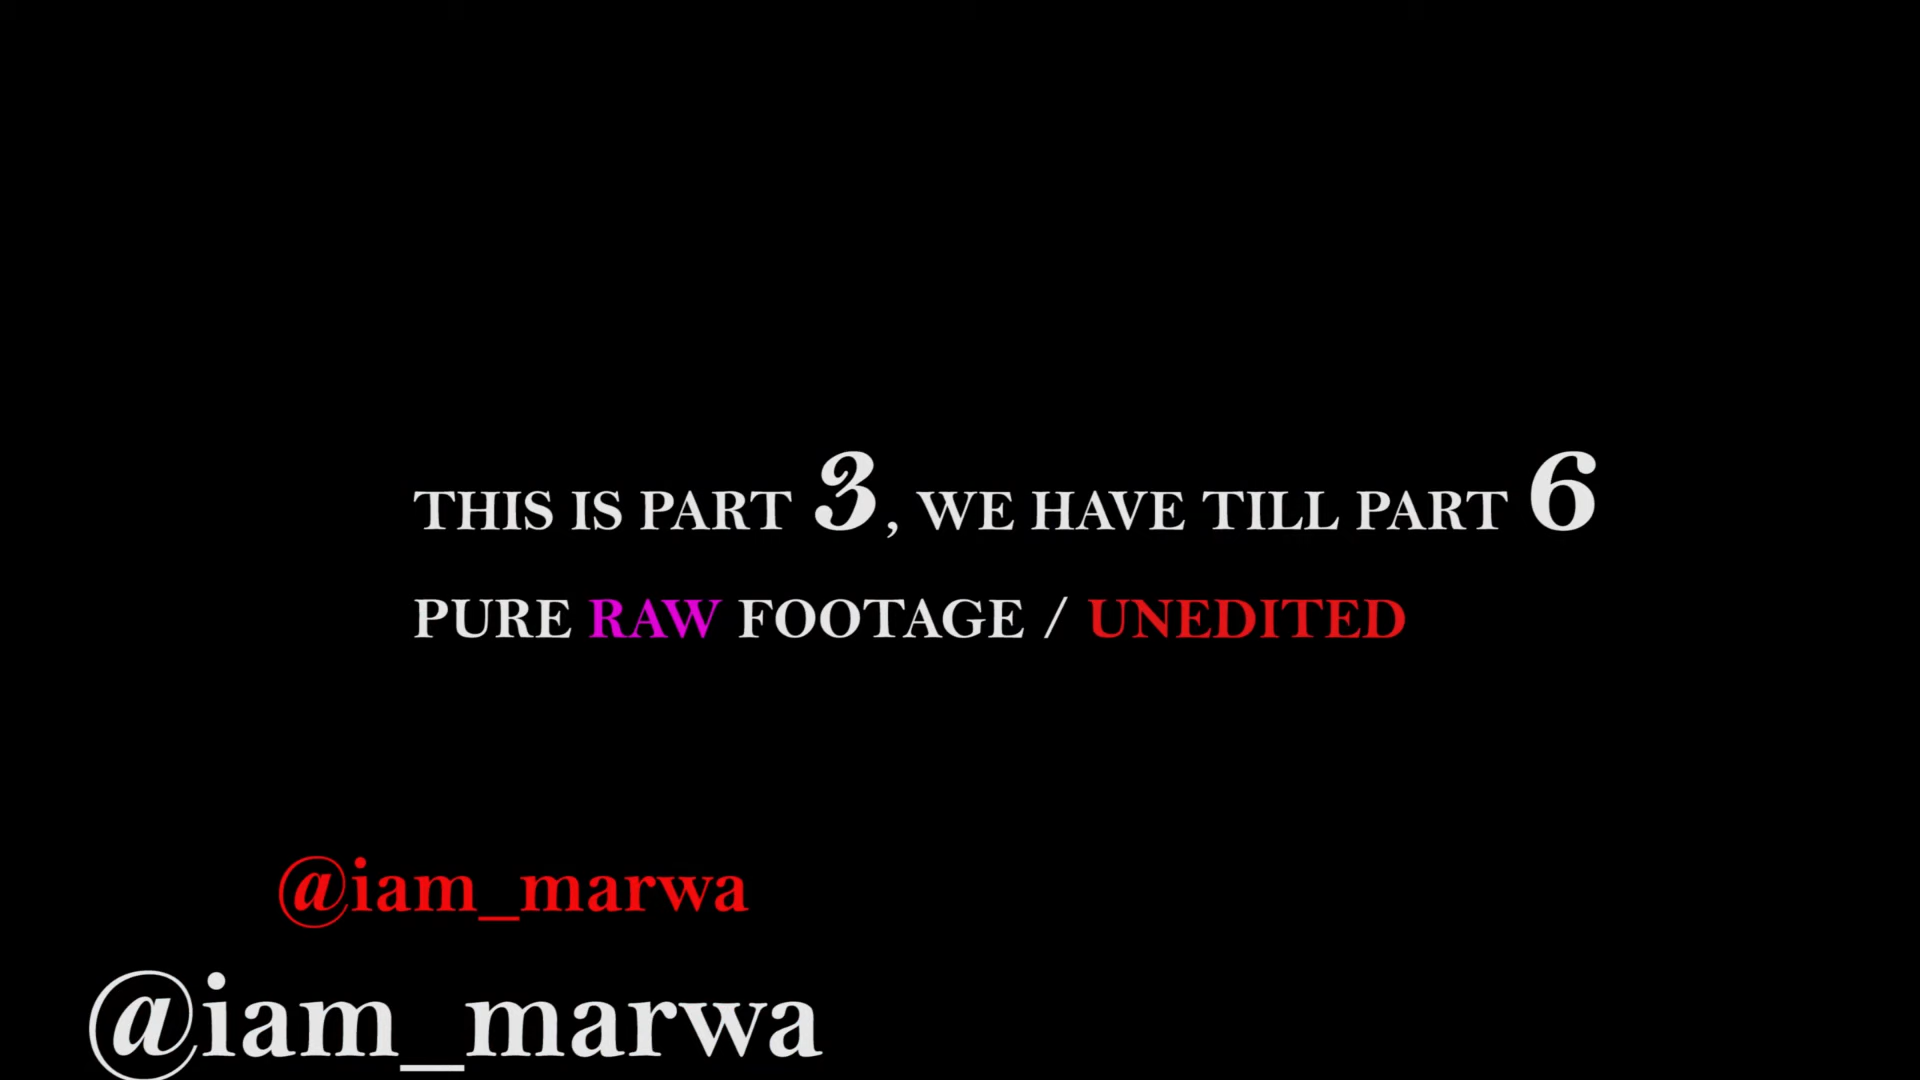 THIS IS PART 3, WE HAVE TILL PART 6
PURE RAW FOOTAGE / UNEDITED
@iam_marwa
@iam_marwa